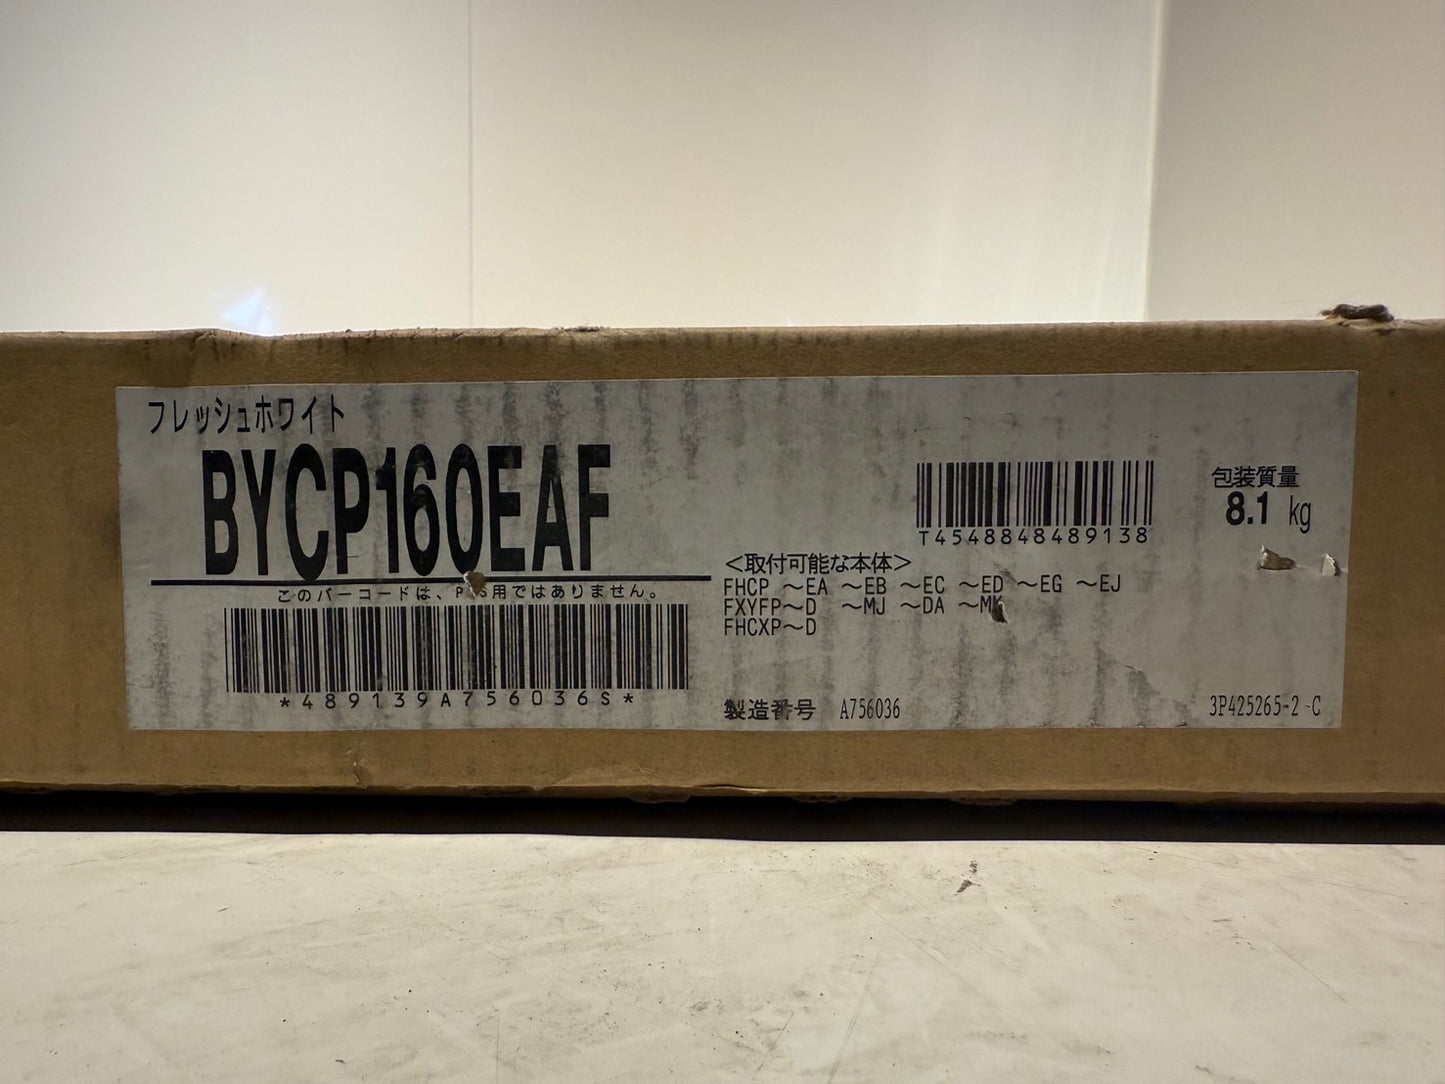 フレッシュホワイト
BYCP160EAF
このバーコードは、POS用ではありません。
*489139A756036S*
T4548848489138
包装質量
8.1 kg
<取付可能な本体>
FHCP ~EA ~EB ~EC ~ED ~EG ~EJ
FXYFP~D ~MJ ~DA ~MK
FHCXP~D
製造番号 A756036
3P425265-2 C